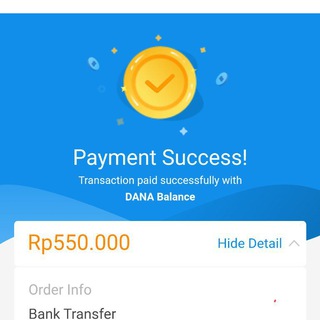 Payment Success!
Transaction paid successfully with
DANA Balance
Rp550.000
Hide Detail
Order Info
Bank Transfer